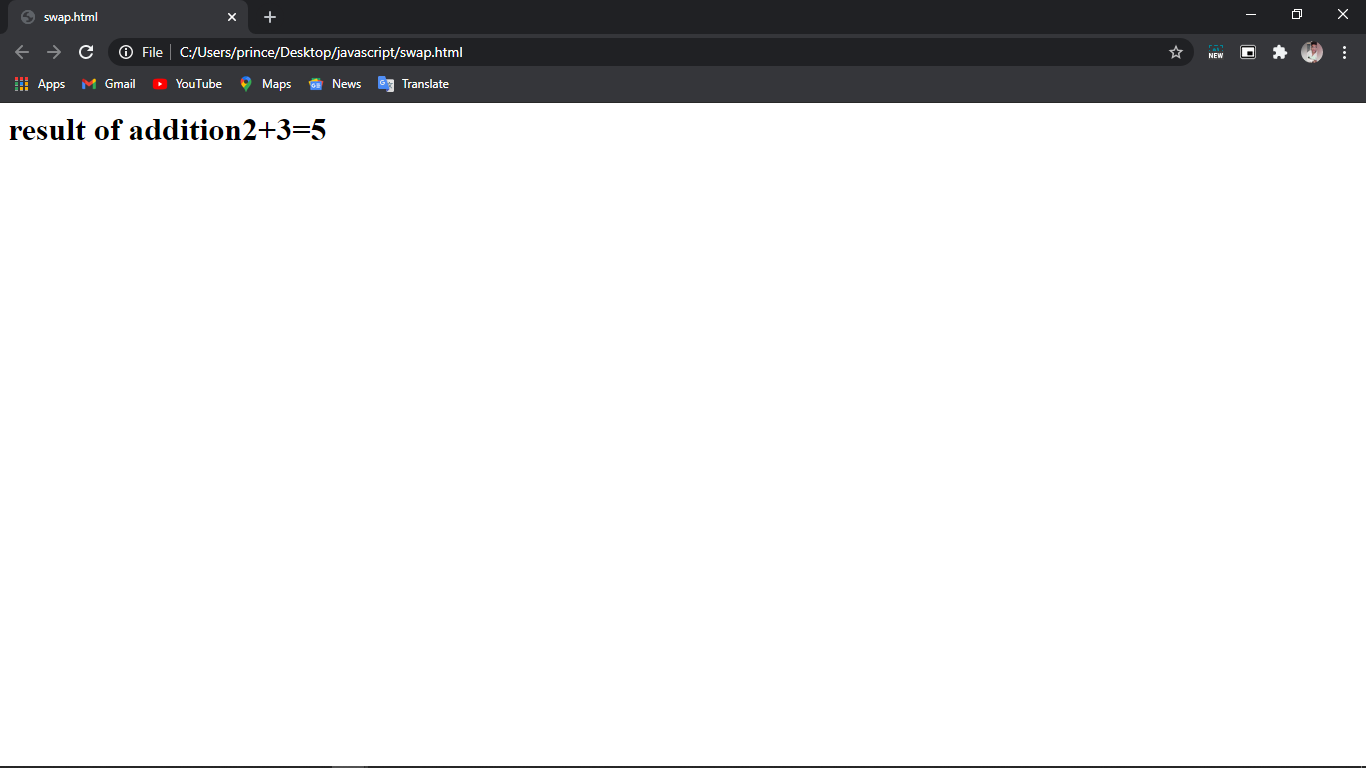 swap.html
File C:/Users/prince/Desktop/javascript/swap.html
NEW
Apps Gmail YouTube Maps News Translate
result of addition2+3=5